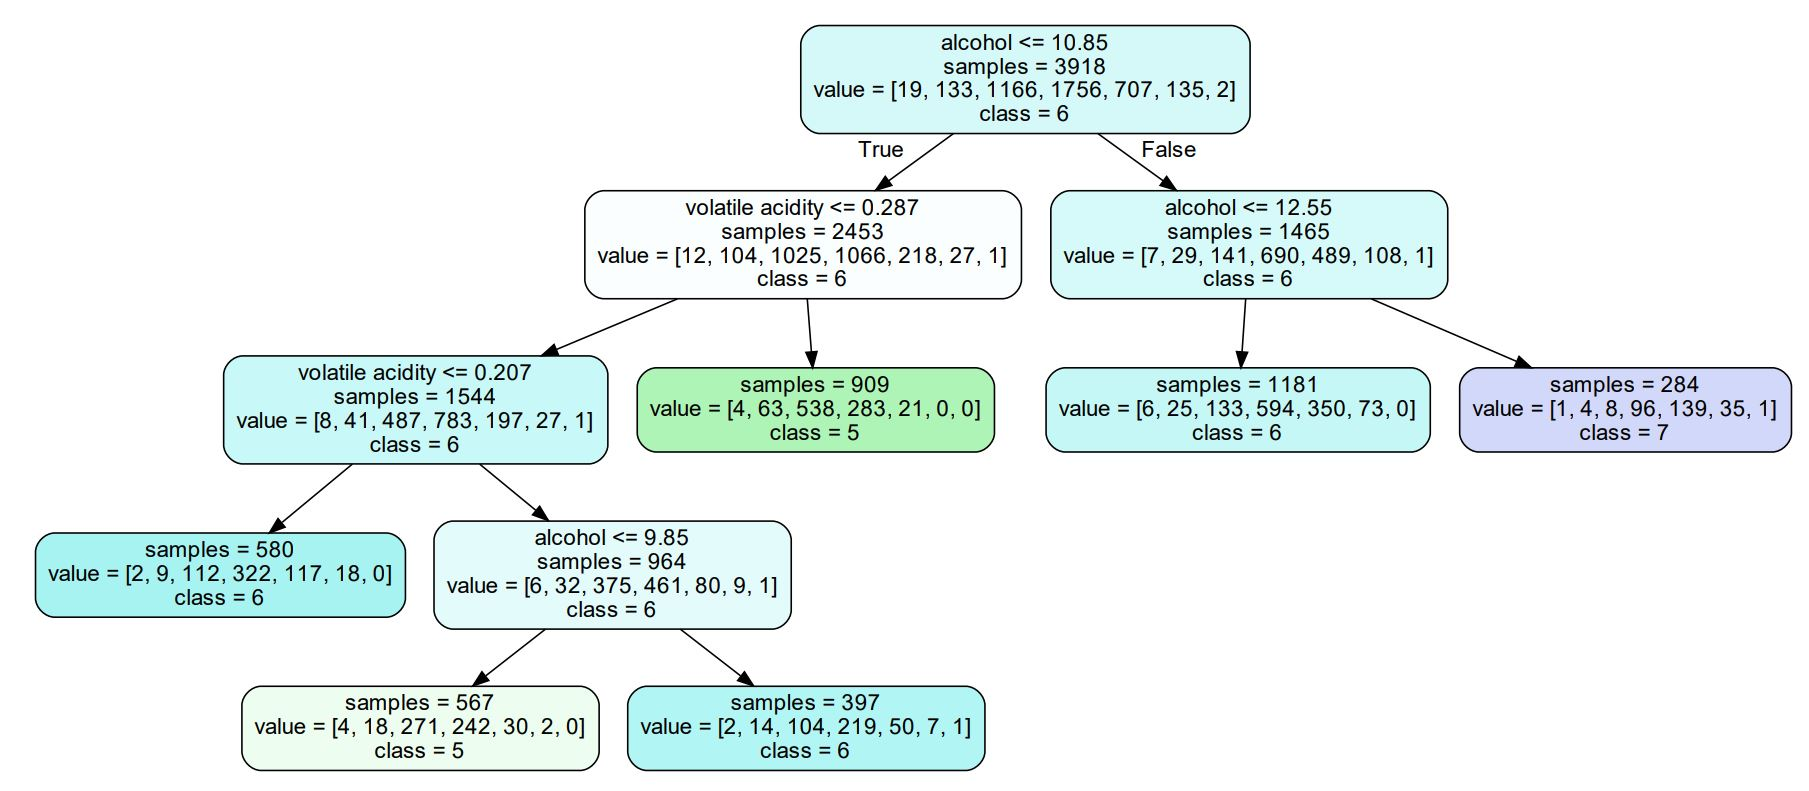 alcohol <= 10.85
samples = 3918
value = [19, 133, 1166, 1756, 707, 135, 2]
class = 6
True
False
volatile acidity <= 0.287
samples = 2453
value = [12, 104, 1025, 1066, 218, 27, 1]
class = 6
alcohol <= 12.55
samples = 1465
value = [7, 29, 141, 690, 489, 108, 1]
class = 6
volatile acidity <= 0.207
samples = 1544
value = [8, 41, 487, 783, 197, 27, 1]
class = 6
samples = 909
value = [4, 63, 538, 283, 21, 0, 0]
class = 5
samples = 1181
value = [6, 25, 133, 594, 350, 73, 0]
class = 6
samples = 284
value = [1, 4, 8, 96, 139, 35, 1]
class = 7
samples = 580
value = [2, 9, 112, 322, 117, 18, 0]
class = 6
alcohol <= 9.85
samples = 964
value = [6, 32, 375, 461, 80, 9, 1]
class = 6
samples = 567
value = [4, 18, 271, 242, 30, 2, 0]
class = 5
samples = 397
value = [2, 14, 104, 219, 50, 7, 1]
class = 6